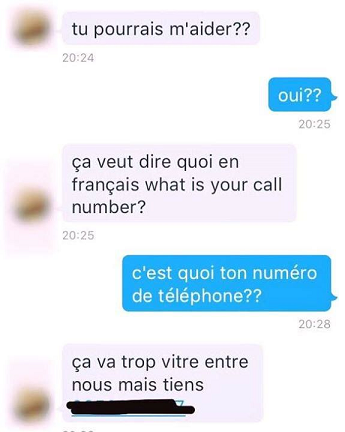 tu pourrais m'aider??
20:24
oui??
20:25
ça veut dire quoi en
français what is your call
number?
20:25
c'est quoi ton numéro
de téléphone??
20:28
ça va trop vitre entre
nous mais tiens